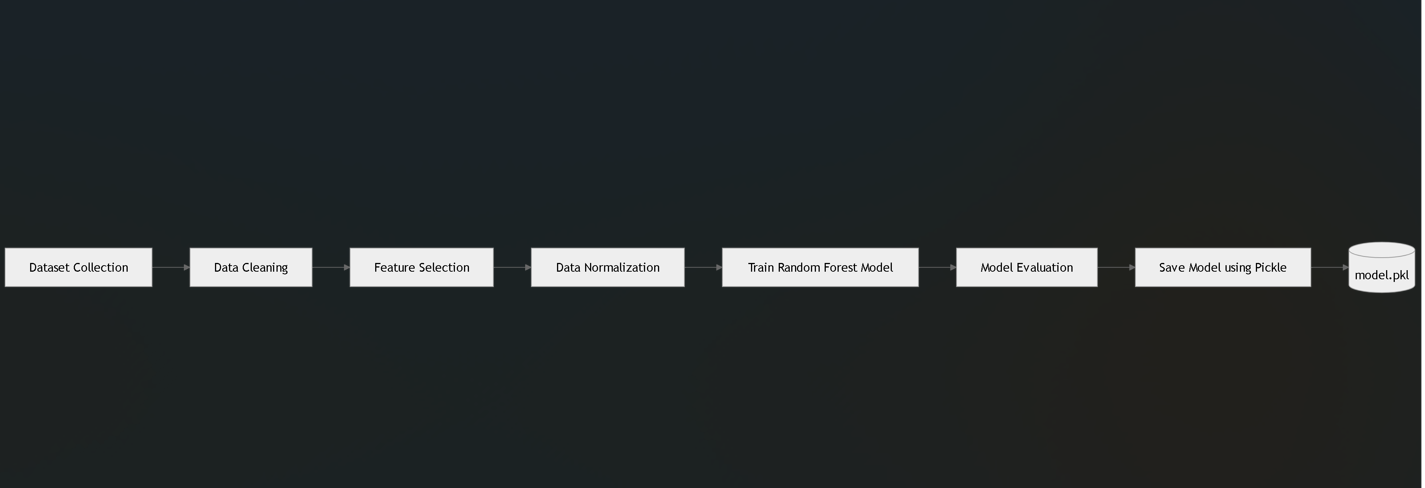 Dataset Collection
Data Cleaning
Feature Selection
Data Normalization
Train Random Forest Model
Model Evaluation
Save Model using Pickle
model.pkl